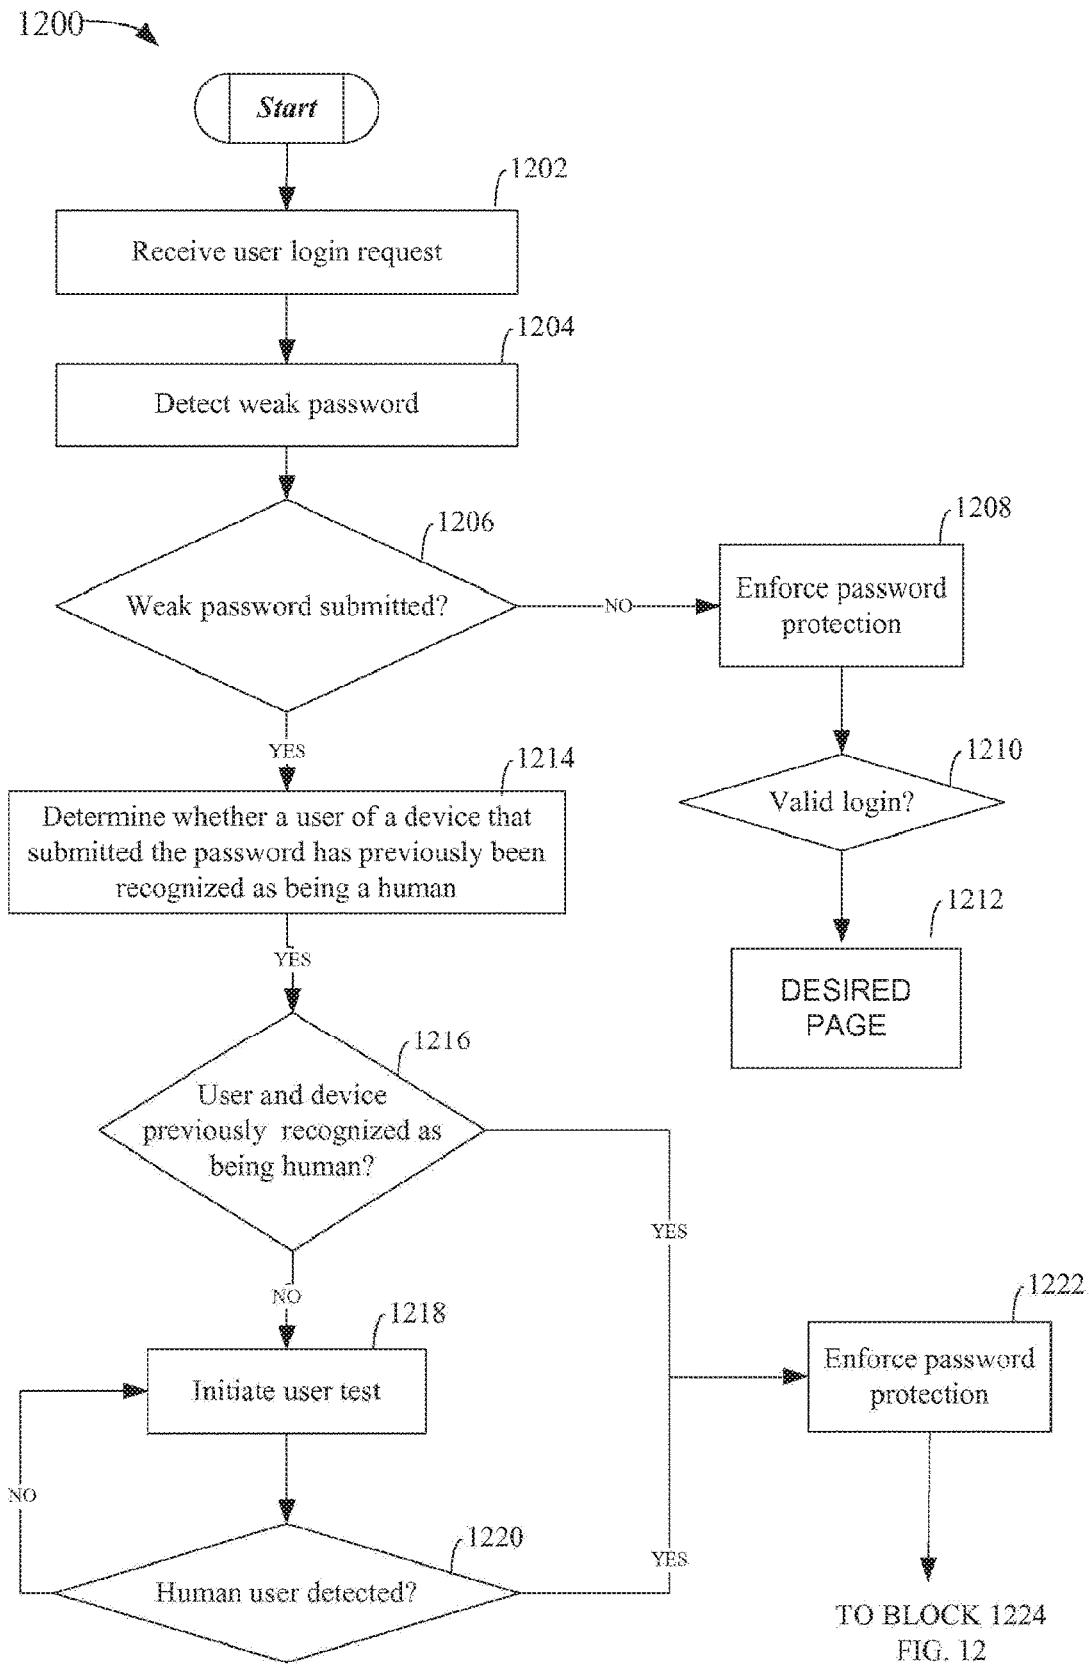 1200
Start
1202
Receive user login request
1204
Detect weak password
1206
Weak password submitted?
NO
1208
Enforce password
protection
1210
Valid login?
1212
DESIRED
PAGE
YES
1214
Determine whether a user of a device that
submitted the password has previously been
recognized as being a human
YES
1216
User and device
previously recognized as
being human?
YES
NO
1218
Initiate user test
NO
1220
Human user detected?
YES
1222
Enforce password
protection
TO BLOCK 1224
FIG. 12